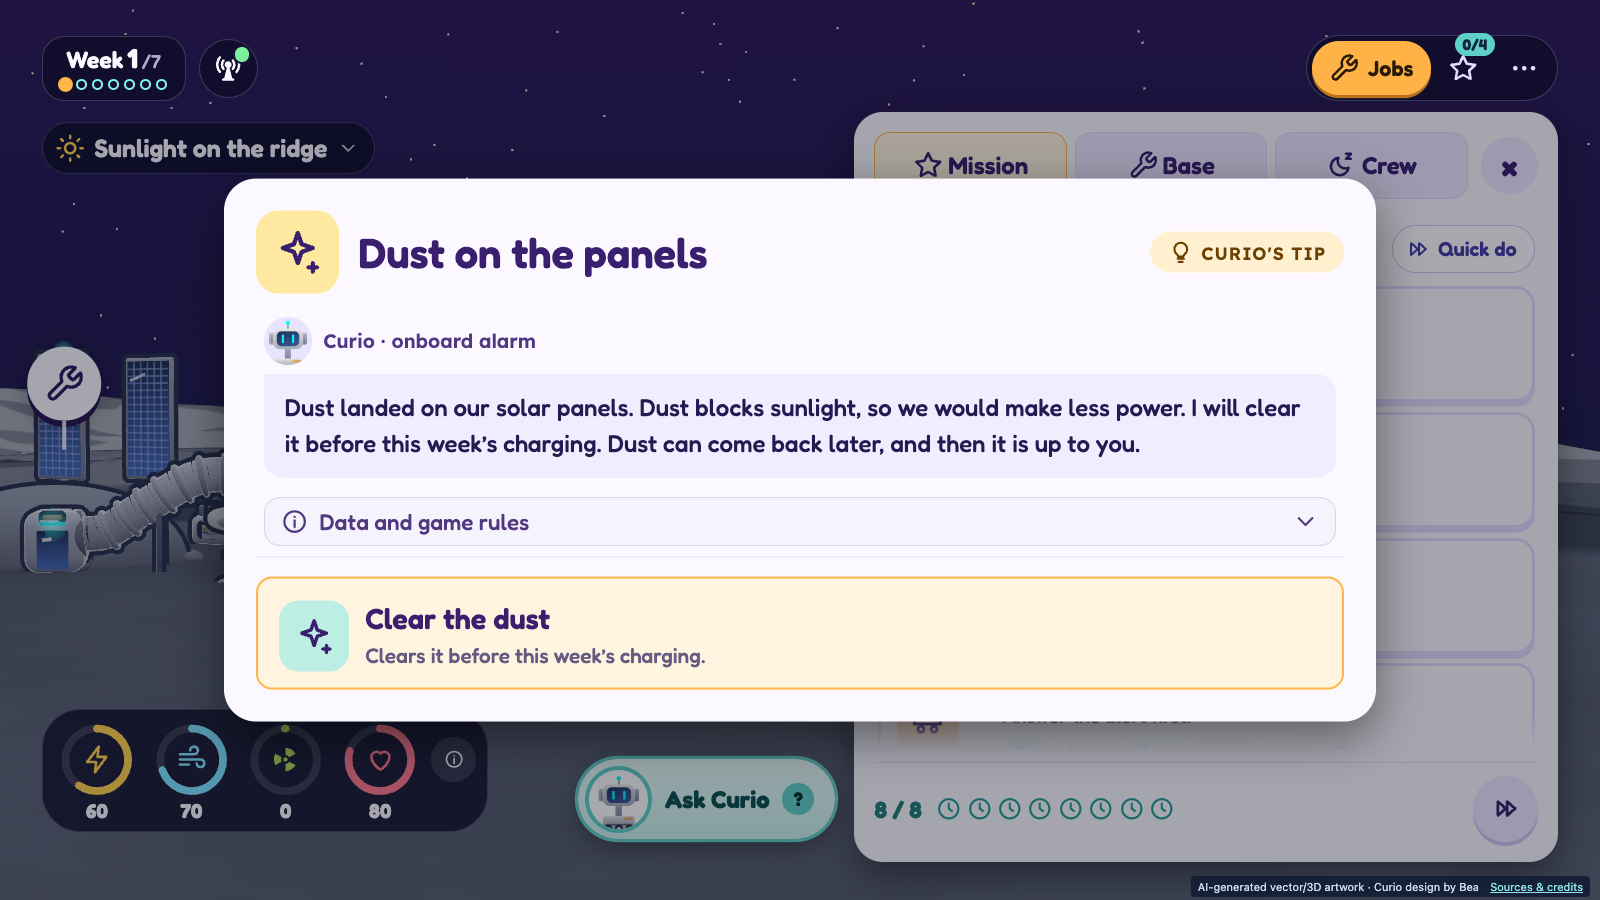 Week 1 /7
Jobs
0/4
Sunlight on the ridge
Mission
Base
Crew
Quick do
Dust on the panels
CURIO'S TIP
Curio · onboard alarm
Dust landed on our solar panels. Dust blocks sunlight, so we would make less power. I will clear
it before this week's charging. Dust can come back later, and then it is up to you.
Data and game rules
Clear the dust
Clears it before this week's charging.
60
70
0
80
Ask Curio ?
8 / 8
AI-generated vector/3D artwork · Curio design by Bea Sources & credits